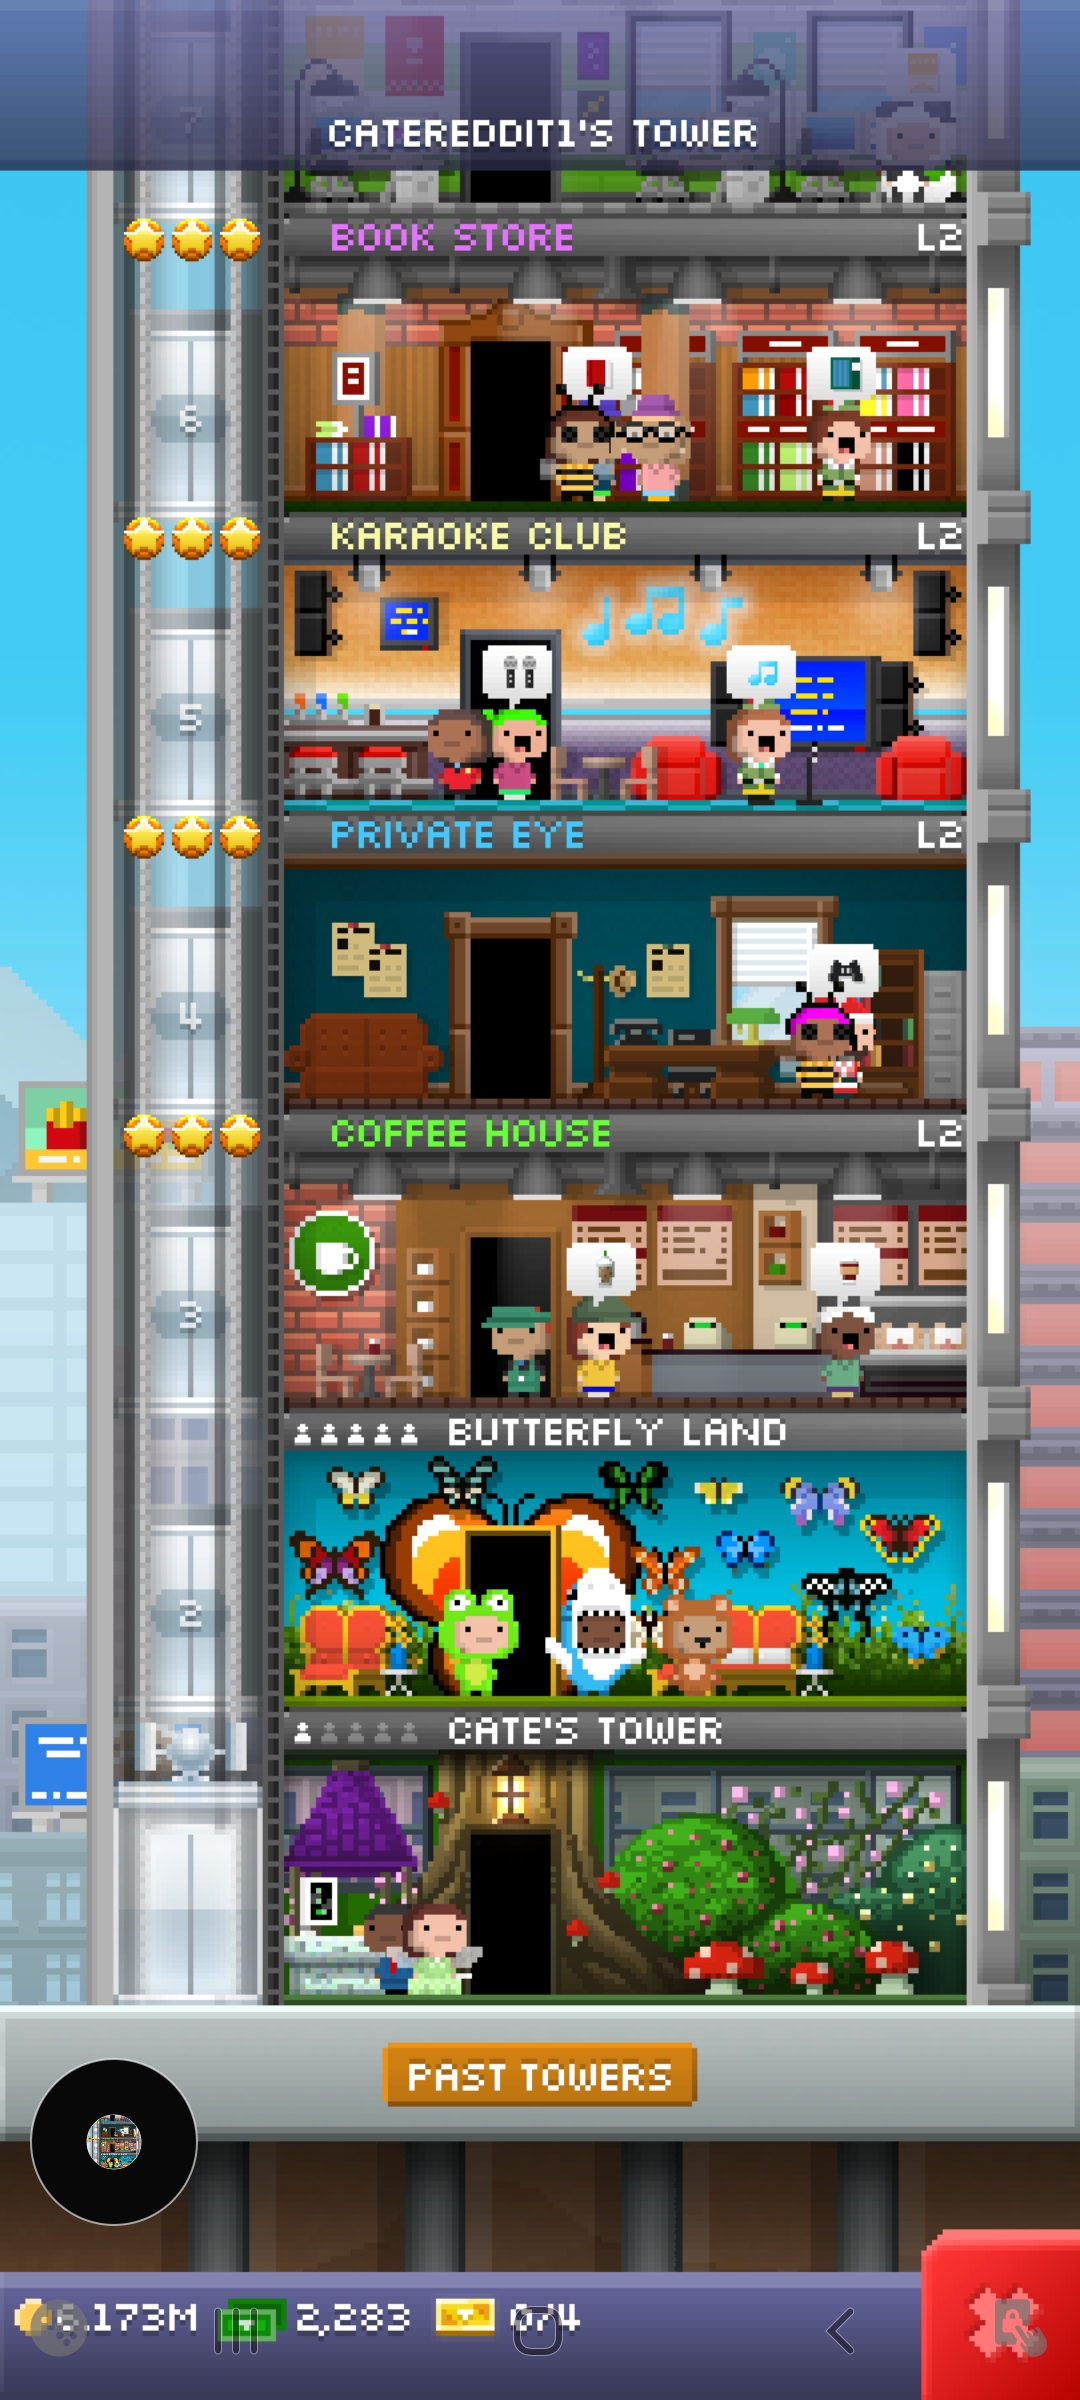 CATEREDDIT1'S TOWER
7
BOOK STORE L2
6
KARAOKE CLUB L2
5
PRIVATE EYE L2
4
COFFEE HOUSE L2
3
BUTTERFLY LAND
2
CATE'S TOWER
PAST TOWERS
6.173M 2,283 0/4